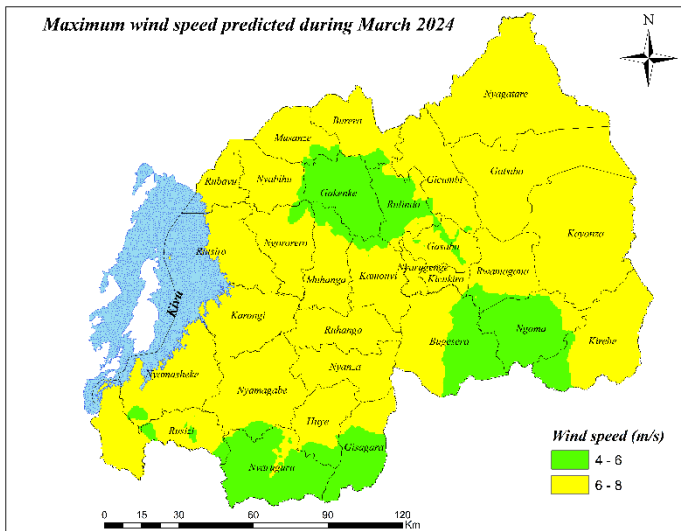 Maximum wind speed predicted during March 2024
N
Nyagatare
Burera
Musanze
Gatsibo
Gicumbi
Rubavu
Nyabihu
Gakenke
Rulindo
Kayonza
Rutsiro
Ngororero
Gasabo
Nyarugenge
Rwamagana
Kicukiro
Muhanga
Kamonyi
Kivu
Karongi
Ruhango
Bugesera
Ngoma
Kirehe
Nyamasheke
Nyanza
Nyamagabe
Huye
Rusizi
Gisagara
Nyaruguru
Wind speed (m/s)
4 - 6
6 - 8
0 15 30 60 90 120
Km